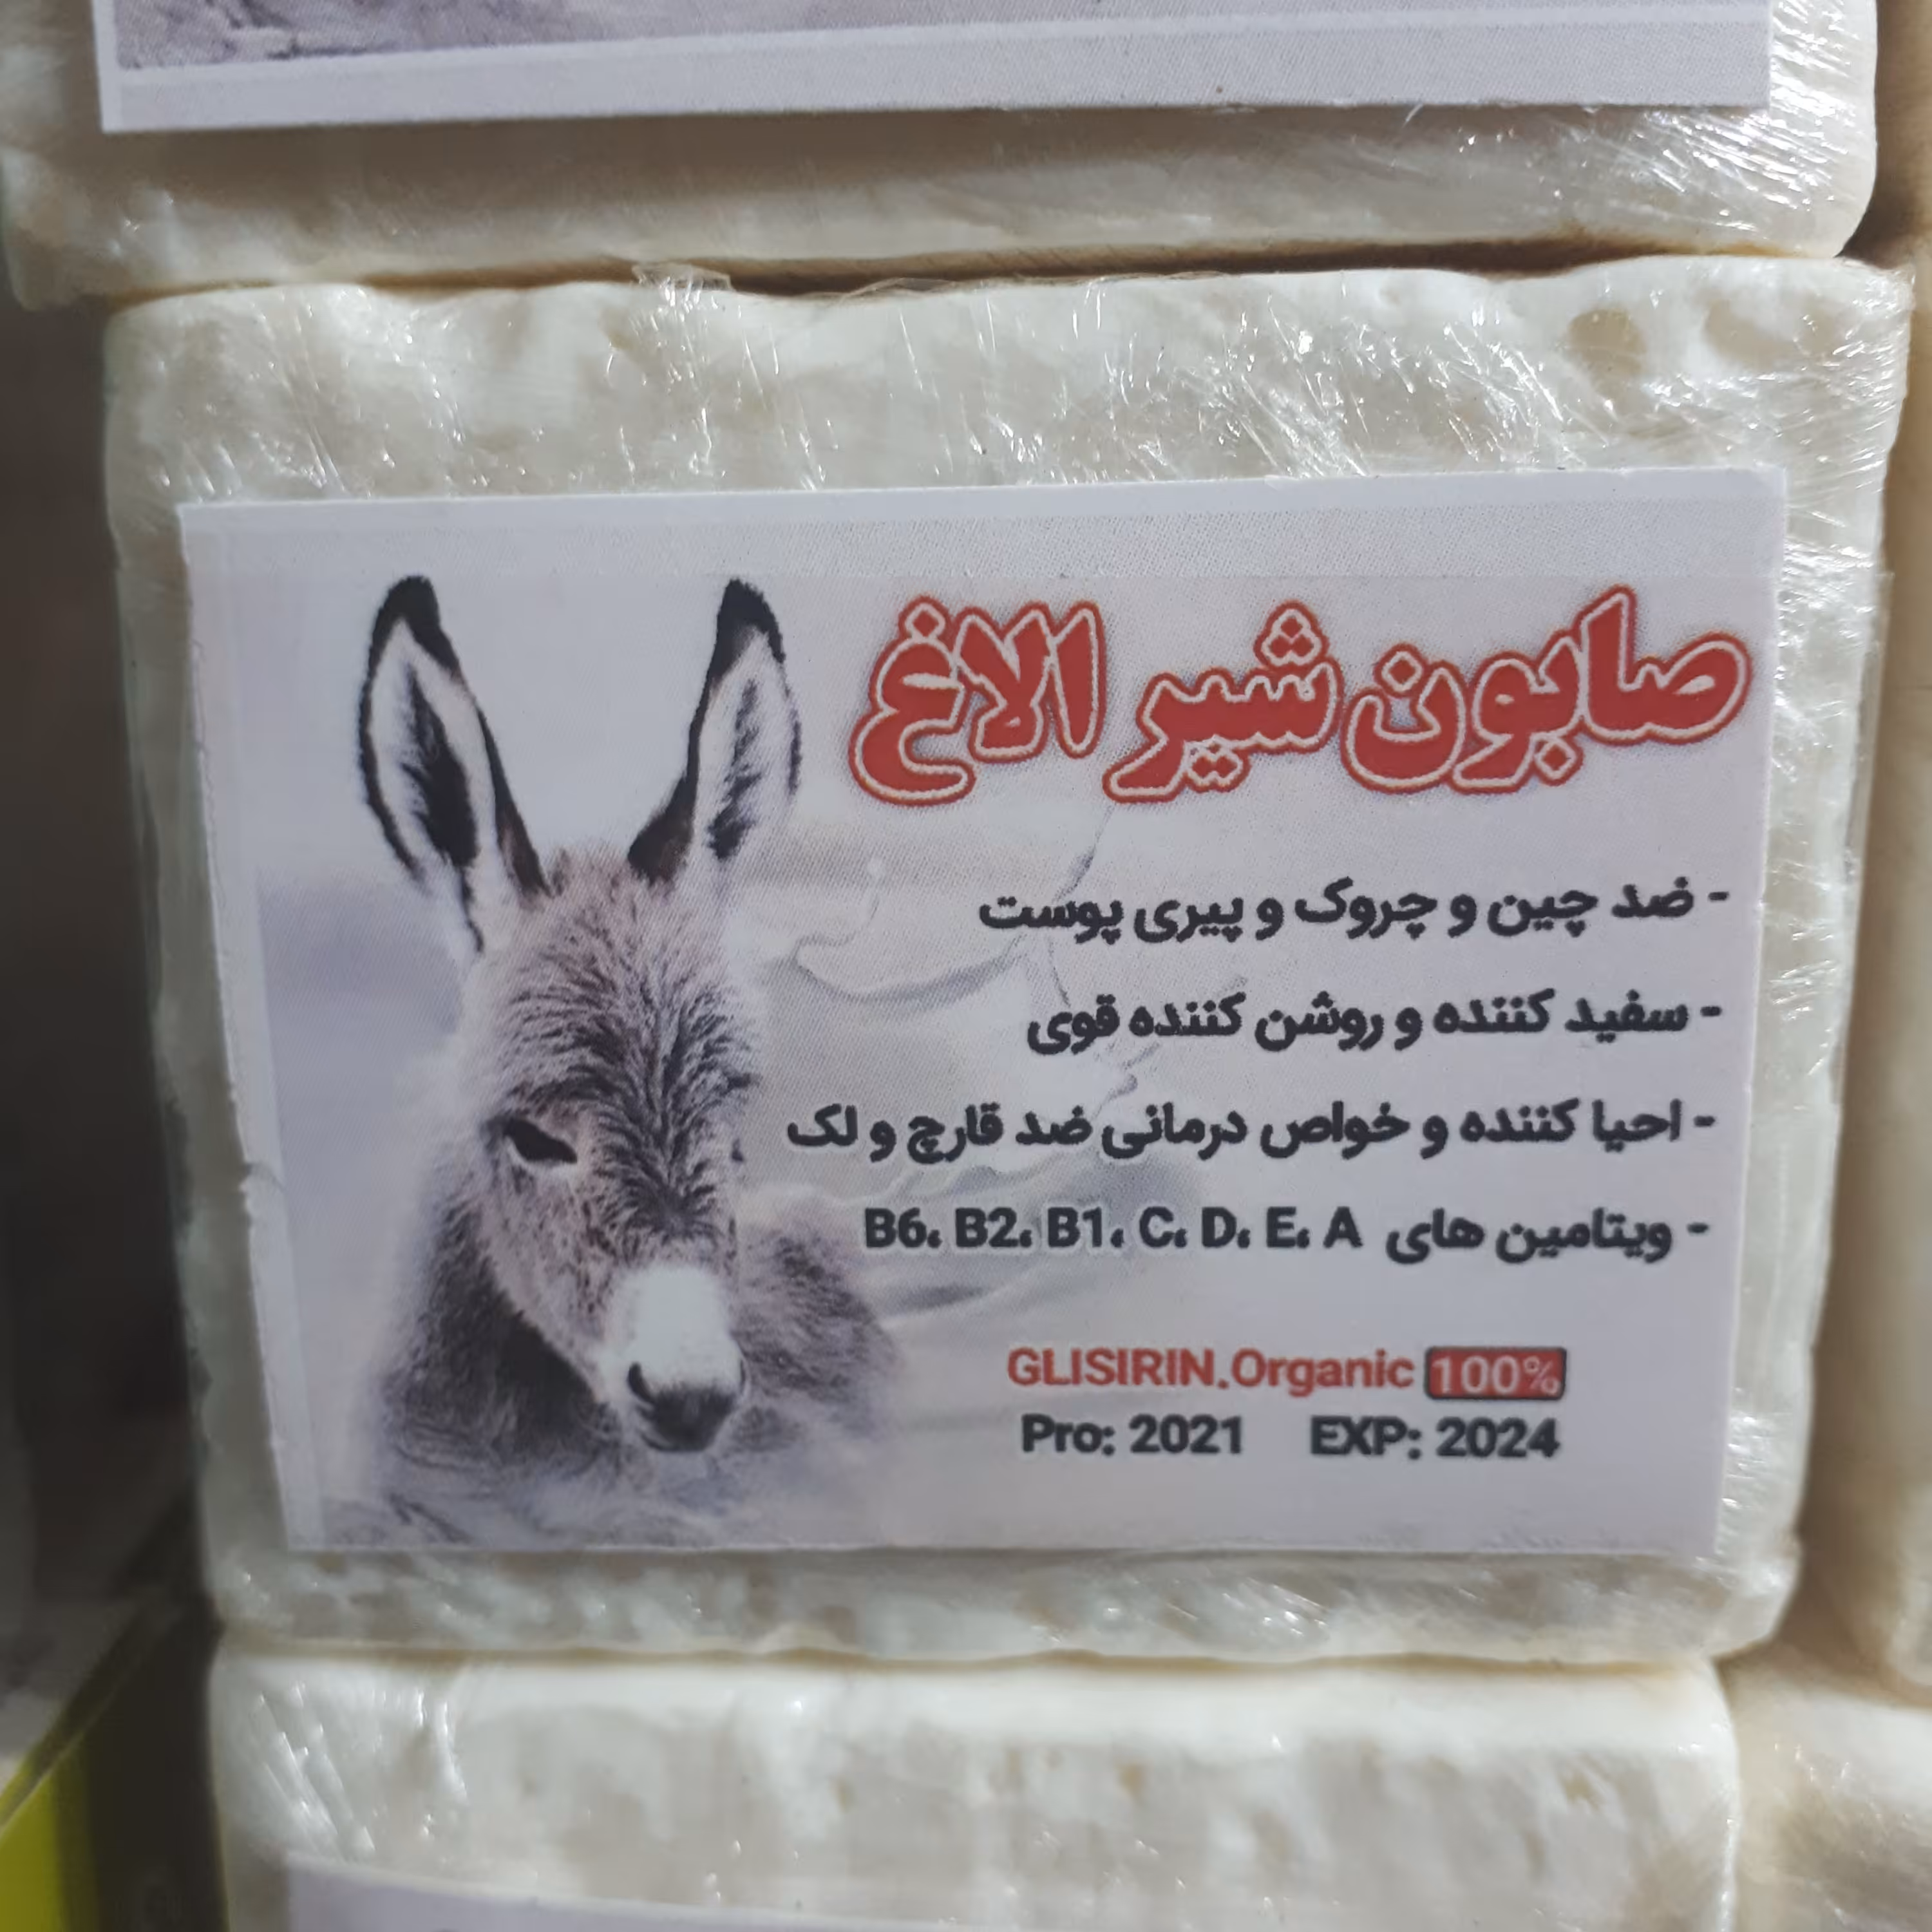 صابون شیر الاغ
- ضد چین و چروک و پیری پوست
- سفید کننده و روشن کننده قوی
- احیا کننده و خواص درمانی ضد قارچ و لک
- ویتامین های B6، B2، B1، C، D، E، A
GLISIRIN.Organic 100%
Pro: 2021 EXP: 2024